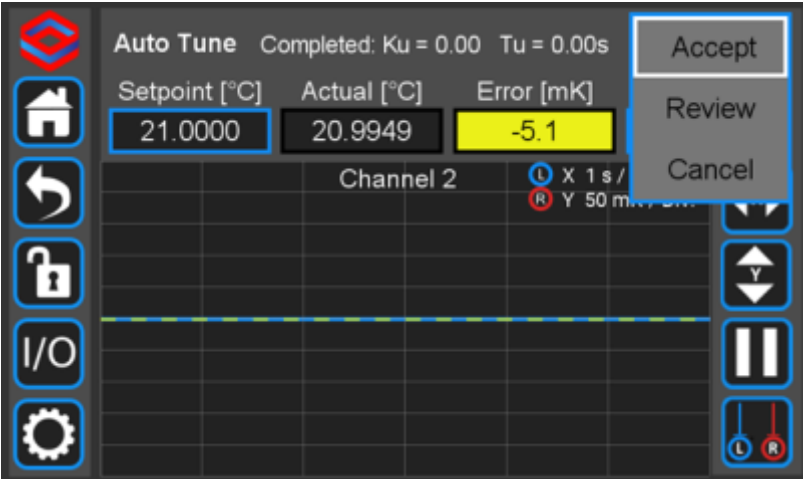 Auto Tune Completed: Ku = 0.00 Tu = 0.00s
Accept
Review
Cancel
Setpoint [°C] Actual [°C] Error [mK]
21.0000 20.9949 -5.1
Channel 2
L X 1 s /
R Y 50
I/O
Y
L R